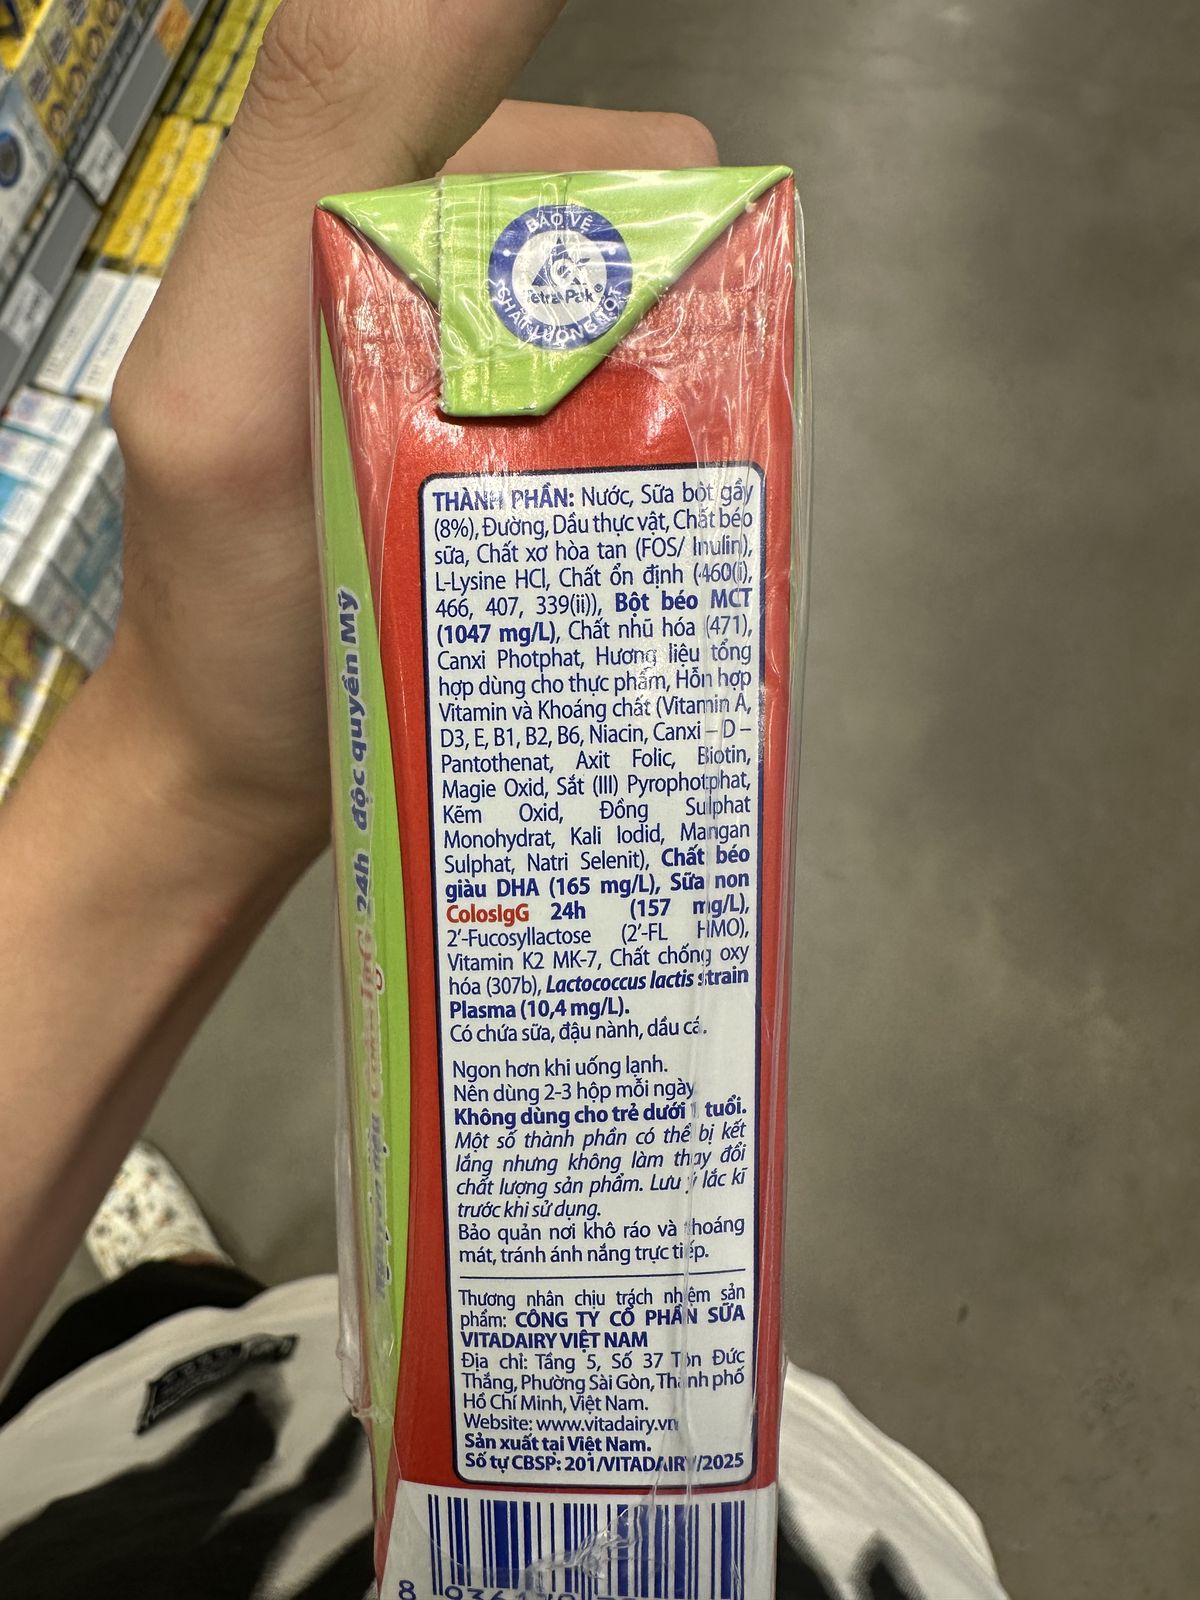 BẢO VỆ
Tetra Pak®
CHẤT LƯỢNG TỐT
THÀNH PHẦN: Nước, Sữa bột gầy
(8%), Đường, Dầu thực vật, Chất béo
sữa, Chất xơ hòa tan (FOS/ Inulin),
L-Lysine HCl, Chất ổn định (460(i),
466, 407, 339(ii)), Bột béo MCT
(1047 mg/L), Chất nhũ hóa (471),
Canxi Photphat, Hương liệu tổng
hợp dùng cho thực phẩm, Hỗn hợp
Vitamin và Khoáng chất (Vitamin A,
D3, E, B1, B2, B6, Niacin, Canxi – D –
Pantothenat, Axit Folic, Biotin,
Magie Oxid, Sắt (III) Pyrophotphat,
Kẽm Oxid, Đồng Sulphat
Monohydrat, Kali Iodid, Mangan
Sulphat, Natri Selenit), Chất béo
giàu DHA (165 mg/L), Sữa non
ColosIgG 24h (157 mg/L),
2'-Fucosyllactose (2'-FL HMO),
Vitamin K2 MK-7, Chất chống oxy
hóa (307b), Lactococcus lactis strain
Plasma (10,4 mg/L).
Có chứa sữa, đậu nành, dầu cá.
Ngon hơn khi uống lạnh.
Nên dùng 2-3 hộp mỗi ngày
Không dùng cho trẻ dưới 1 tuổi.
Một số thành phần có thể bị kết
lắng nhưng không làm thay đổi
chất lượng sản phẩm. Lưu ý lắc kĩ
trước khi sử dụng.
Bảo quản nơi khô ráo và thoáng
mát, tránh ánh nắng trực tiếp.
Thương nhân chịu trách nhiệm sản
phẩm: CÔNG TY CỔ PHẦN SỮA
VITADAIRY VIỆT NAM
Địa chỉ: Tầng 5, Số 37 Tôn Đức
Thắng, Phường Sài Gòn, Thành phố
Hồ Chí Minh, Việt Nam.
Website: www.vitadairy.vn
Sản xuất tại Việt Nam.
Số tự CBSP: 201/VITADAIRY/2025
24h độc quyền Mỹ